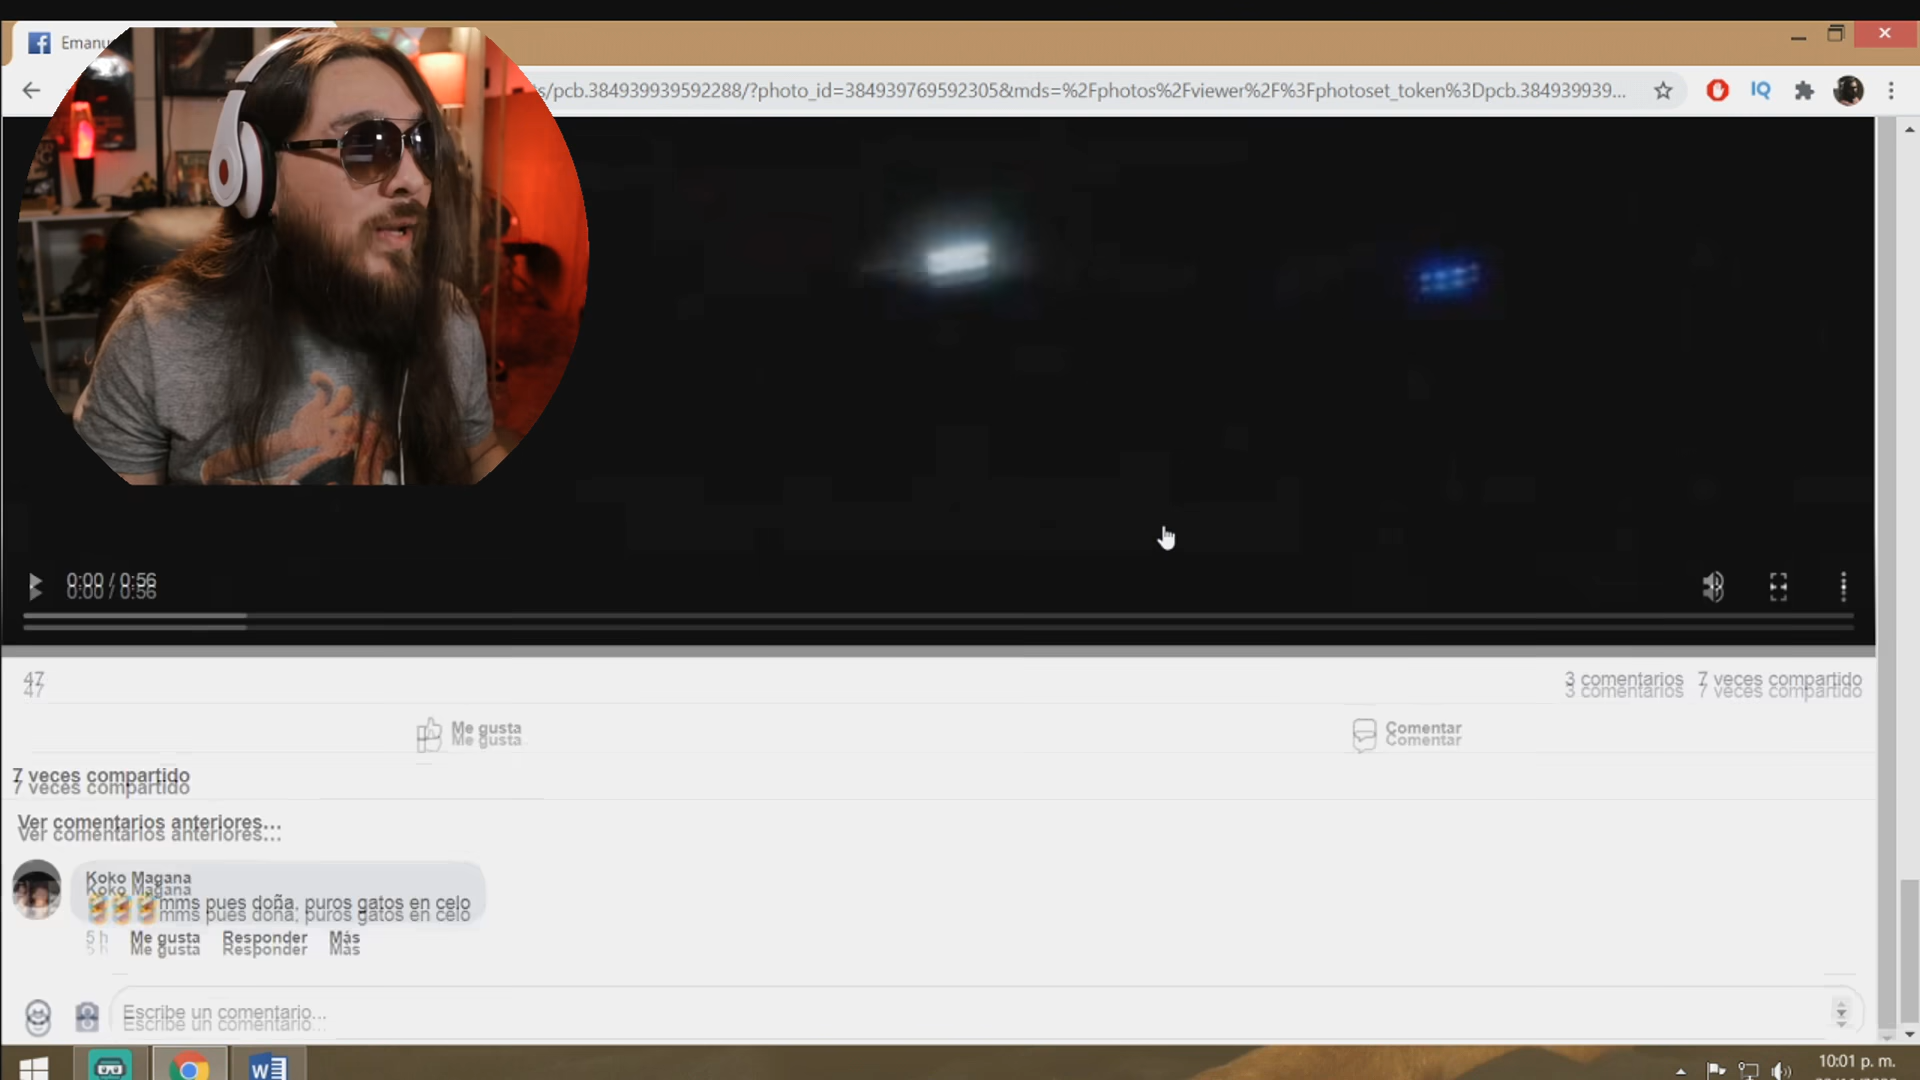 Emanu
s/pcb.384939939592288/?photo_id=384939769592305&mds=%2Fphotos%2Fviewer%2F%3Fphotoset_token%3Dpcb.384939939...
IQ
0:00 / 0:56
47
3 comentarios 7 veces compartido
Me gusta
Comentar
7 veces compartido
Ver comentarios anteriores...
Koko Magana
mms pues doña, puros gatos en celo
5 h Me gusta Responder Más
Escribe un comentario...
10:01 p. m.